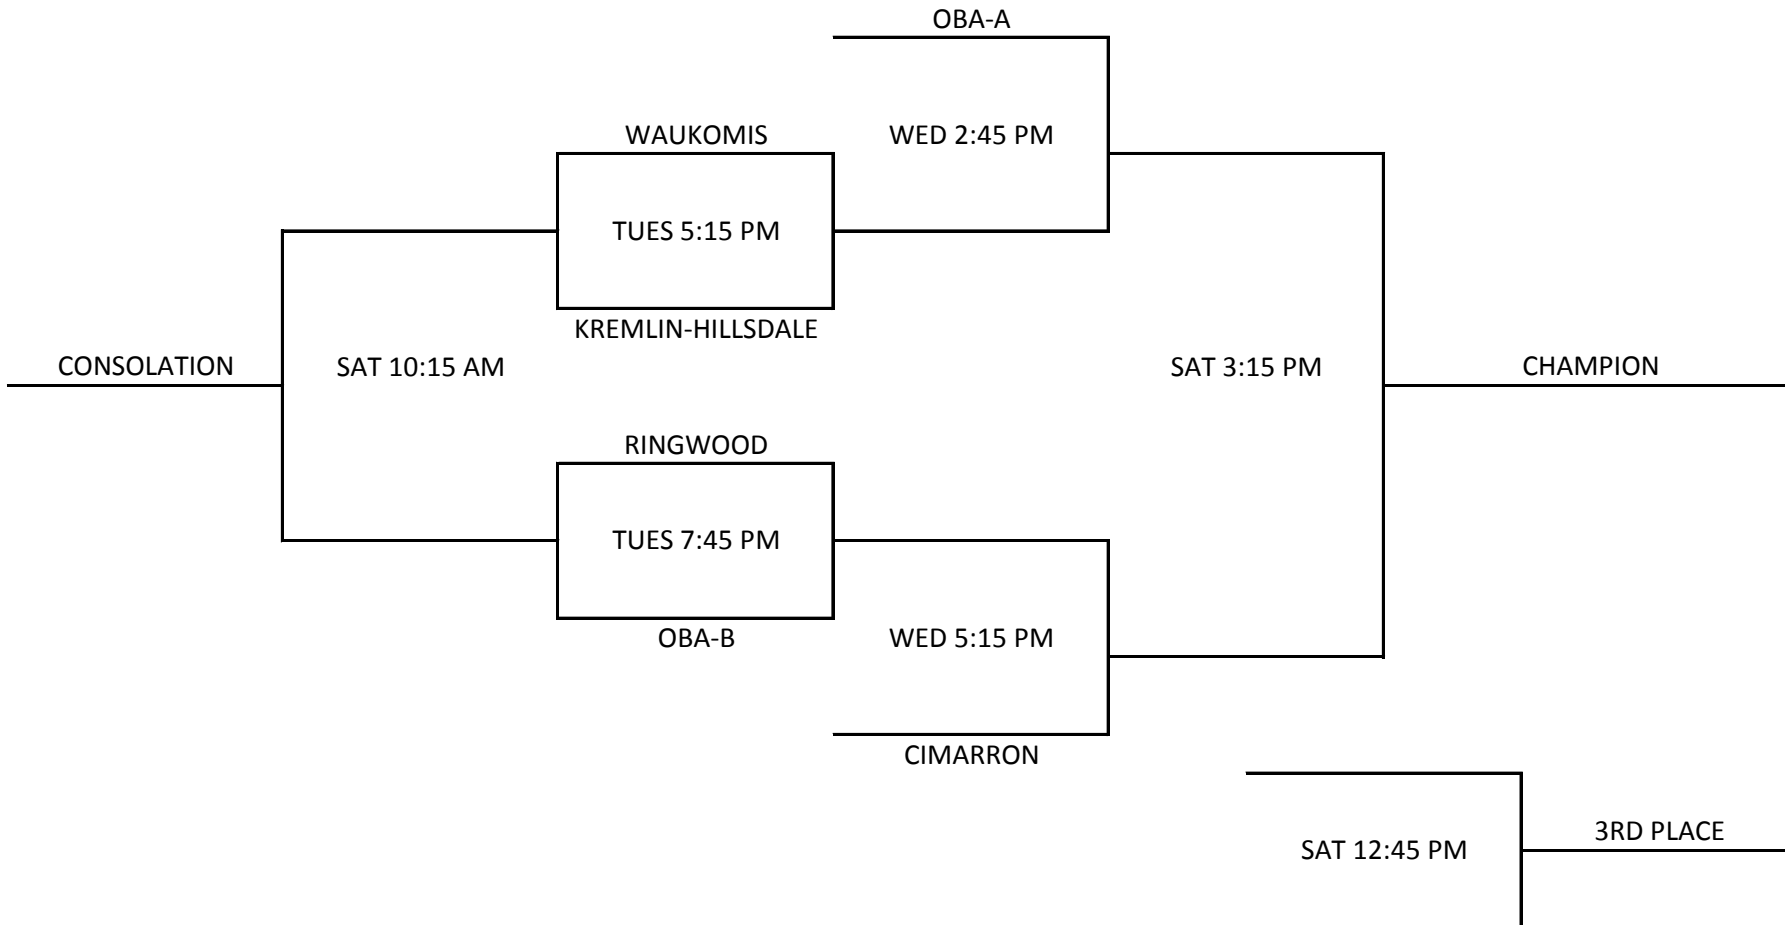 OBA-A
WAUKOMIS
WED 2:45 PM
TUES 5:15 PM
KREMLIN-HILLSDALE
CONSOLATION
SAT 10:15 AM
SAT 3:15 PM
CHAMPION
RINGWOOD
TUES 7:45 PM
OBA-B
WED 5:15 PM
CIMARRON
3RD PLACE
SAT 12:45 PM